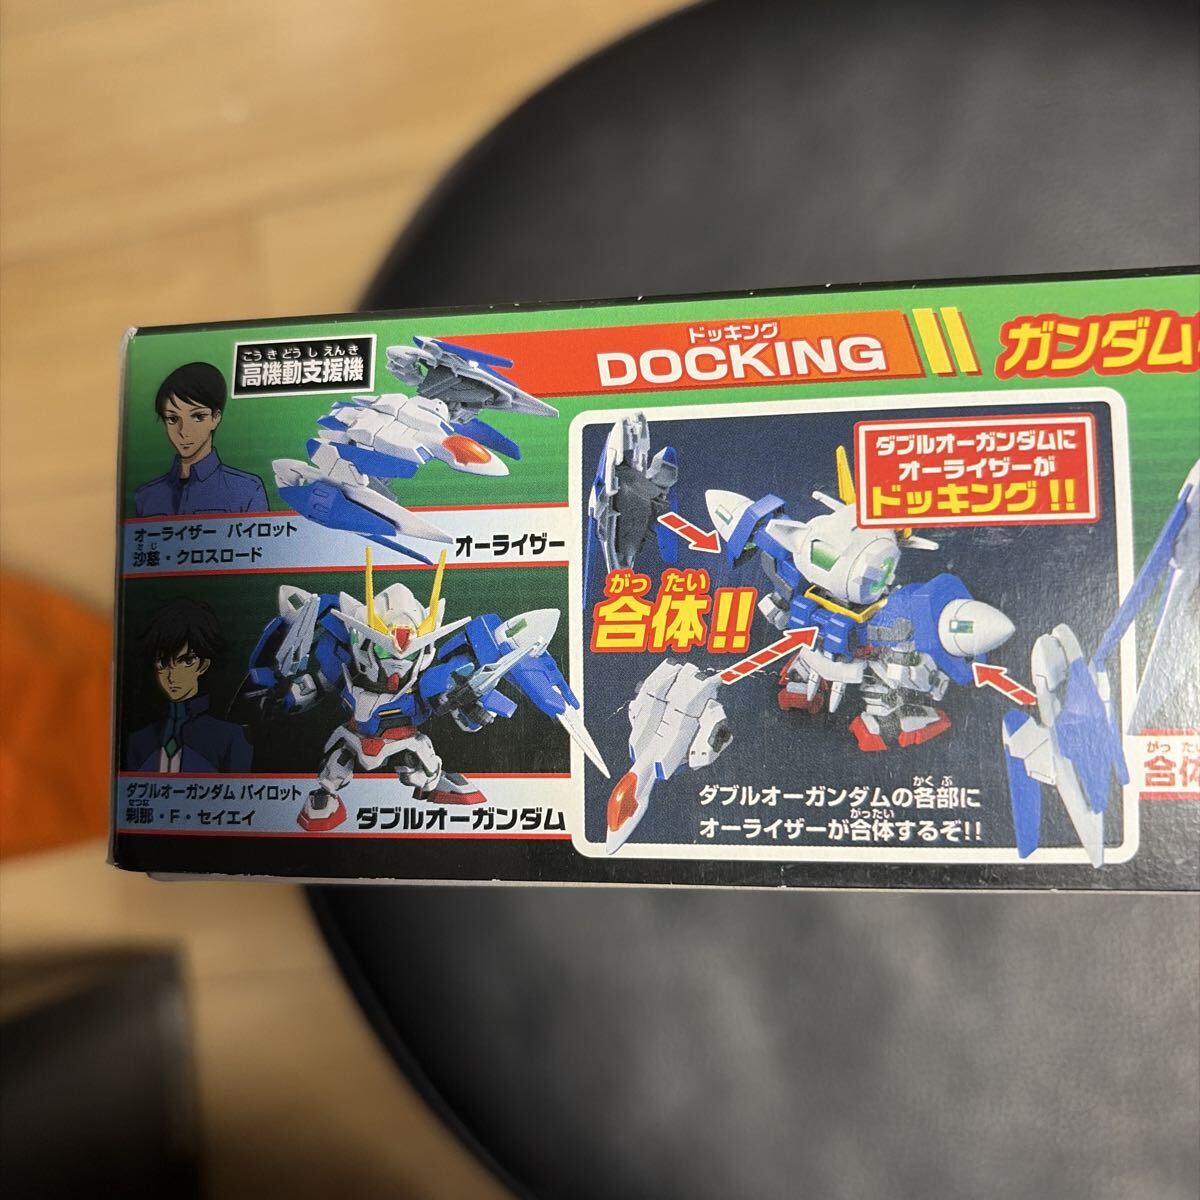 こうきどうしえんき
高機動支援機
オーライザー パイロット
さじ
沙慈・クロスロード
オーライザー
ダブルオーガンダム パイロット
せつな
刹那・F・セイエイ
ダブルオーガンダム
ドッキング
DOCKING
ガンダム
ダブルオーガンダムに
オーライザーが
ドッキング!!
がったい
合体!!
かくぶ
ダブルオーガンダムの各部に
がったい
オーライザーが合体するぞ!!
がった
合体